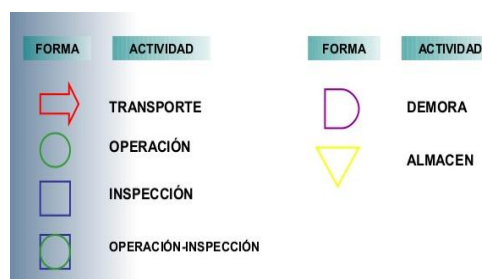 FORMA ACTIVIDAD
TRANSPORTE
OPERACIÓN
INSPECCIÓN
OPERACIÓN-INSPECCIÓN
FORMA ACTIVIDAD
DEMORA
ALMACEN